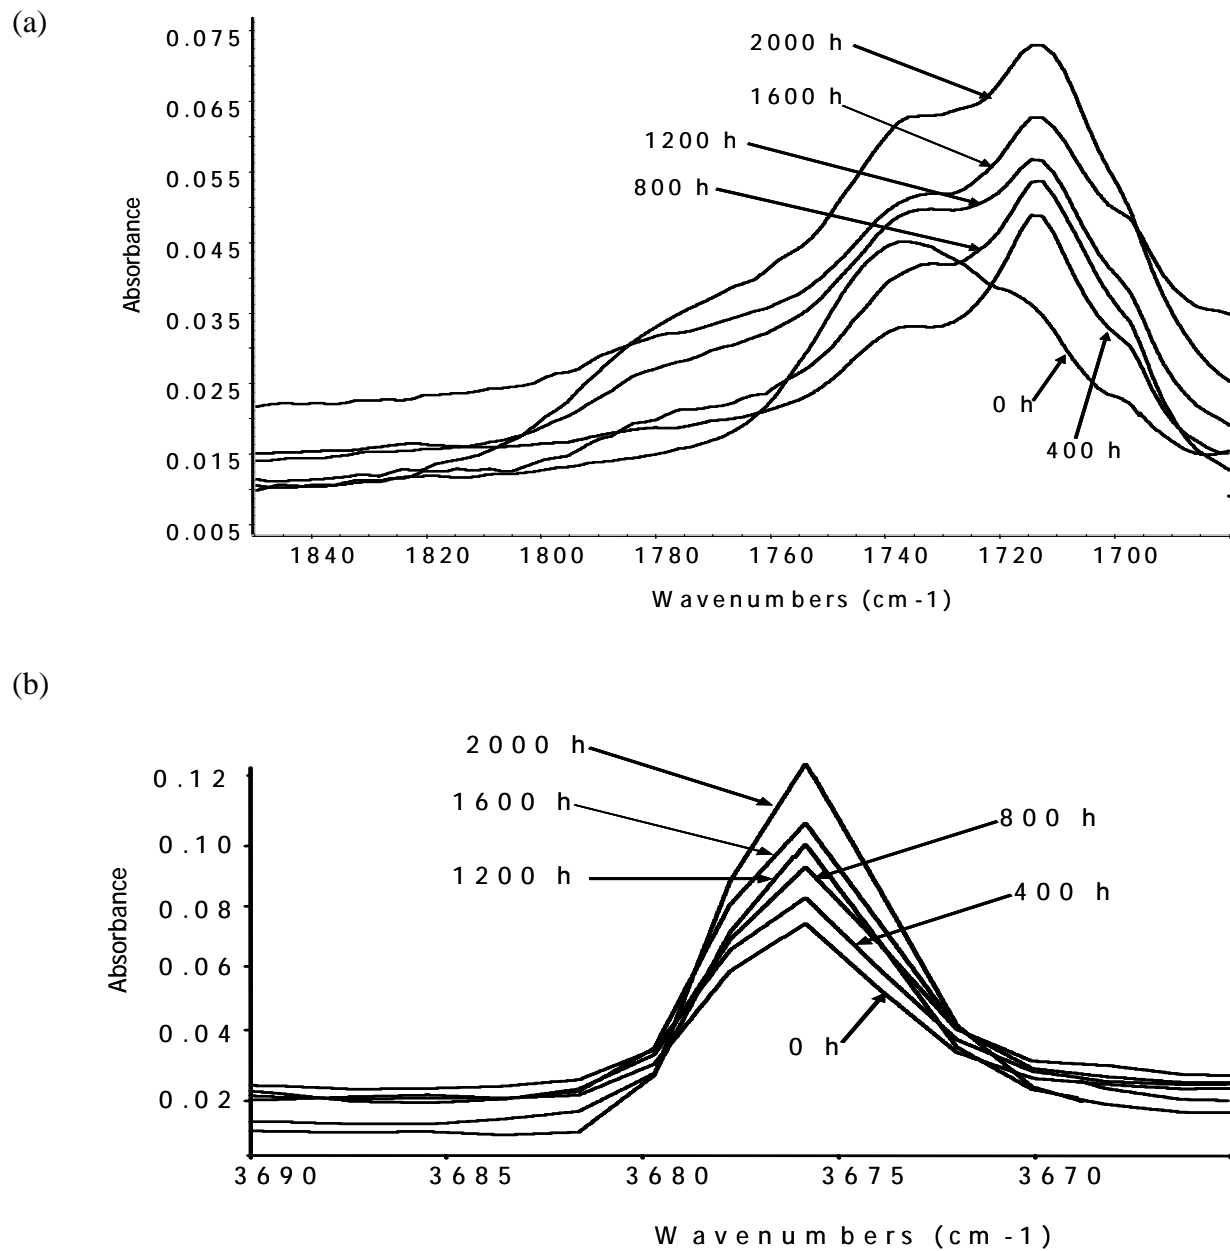 (a)
0.075
0.065
0.055
0.045
0.035
0.025
0.015
0.005
Absorbance
2000 h
1600 h
1200 h
800 h
0 h
400 h
1840 1820 1800 1780 1760 1740 1720 1700
Wavenumbers (cm-1)
(b)
0.12
0.10
0.08
0.06
0.04
0.02
Absorbance
2000 h
1600 h
1200 h
800 h
400 h
0 h
3690 3685 3680 3675 3670
Wavenumbers (cm-1)